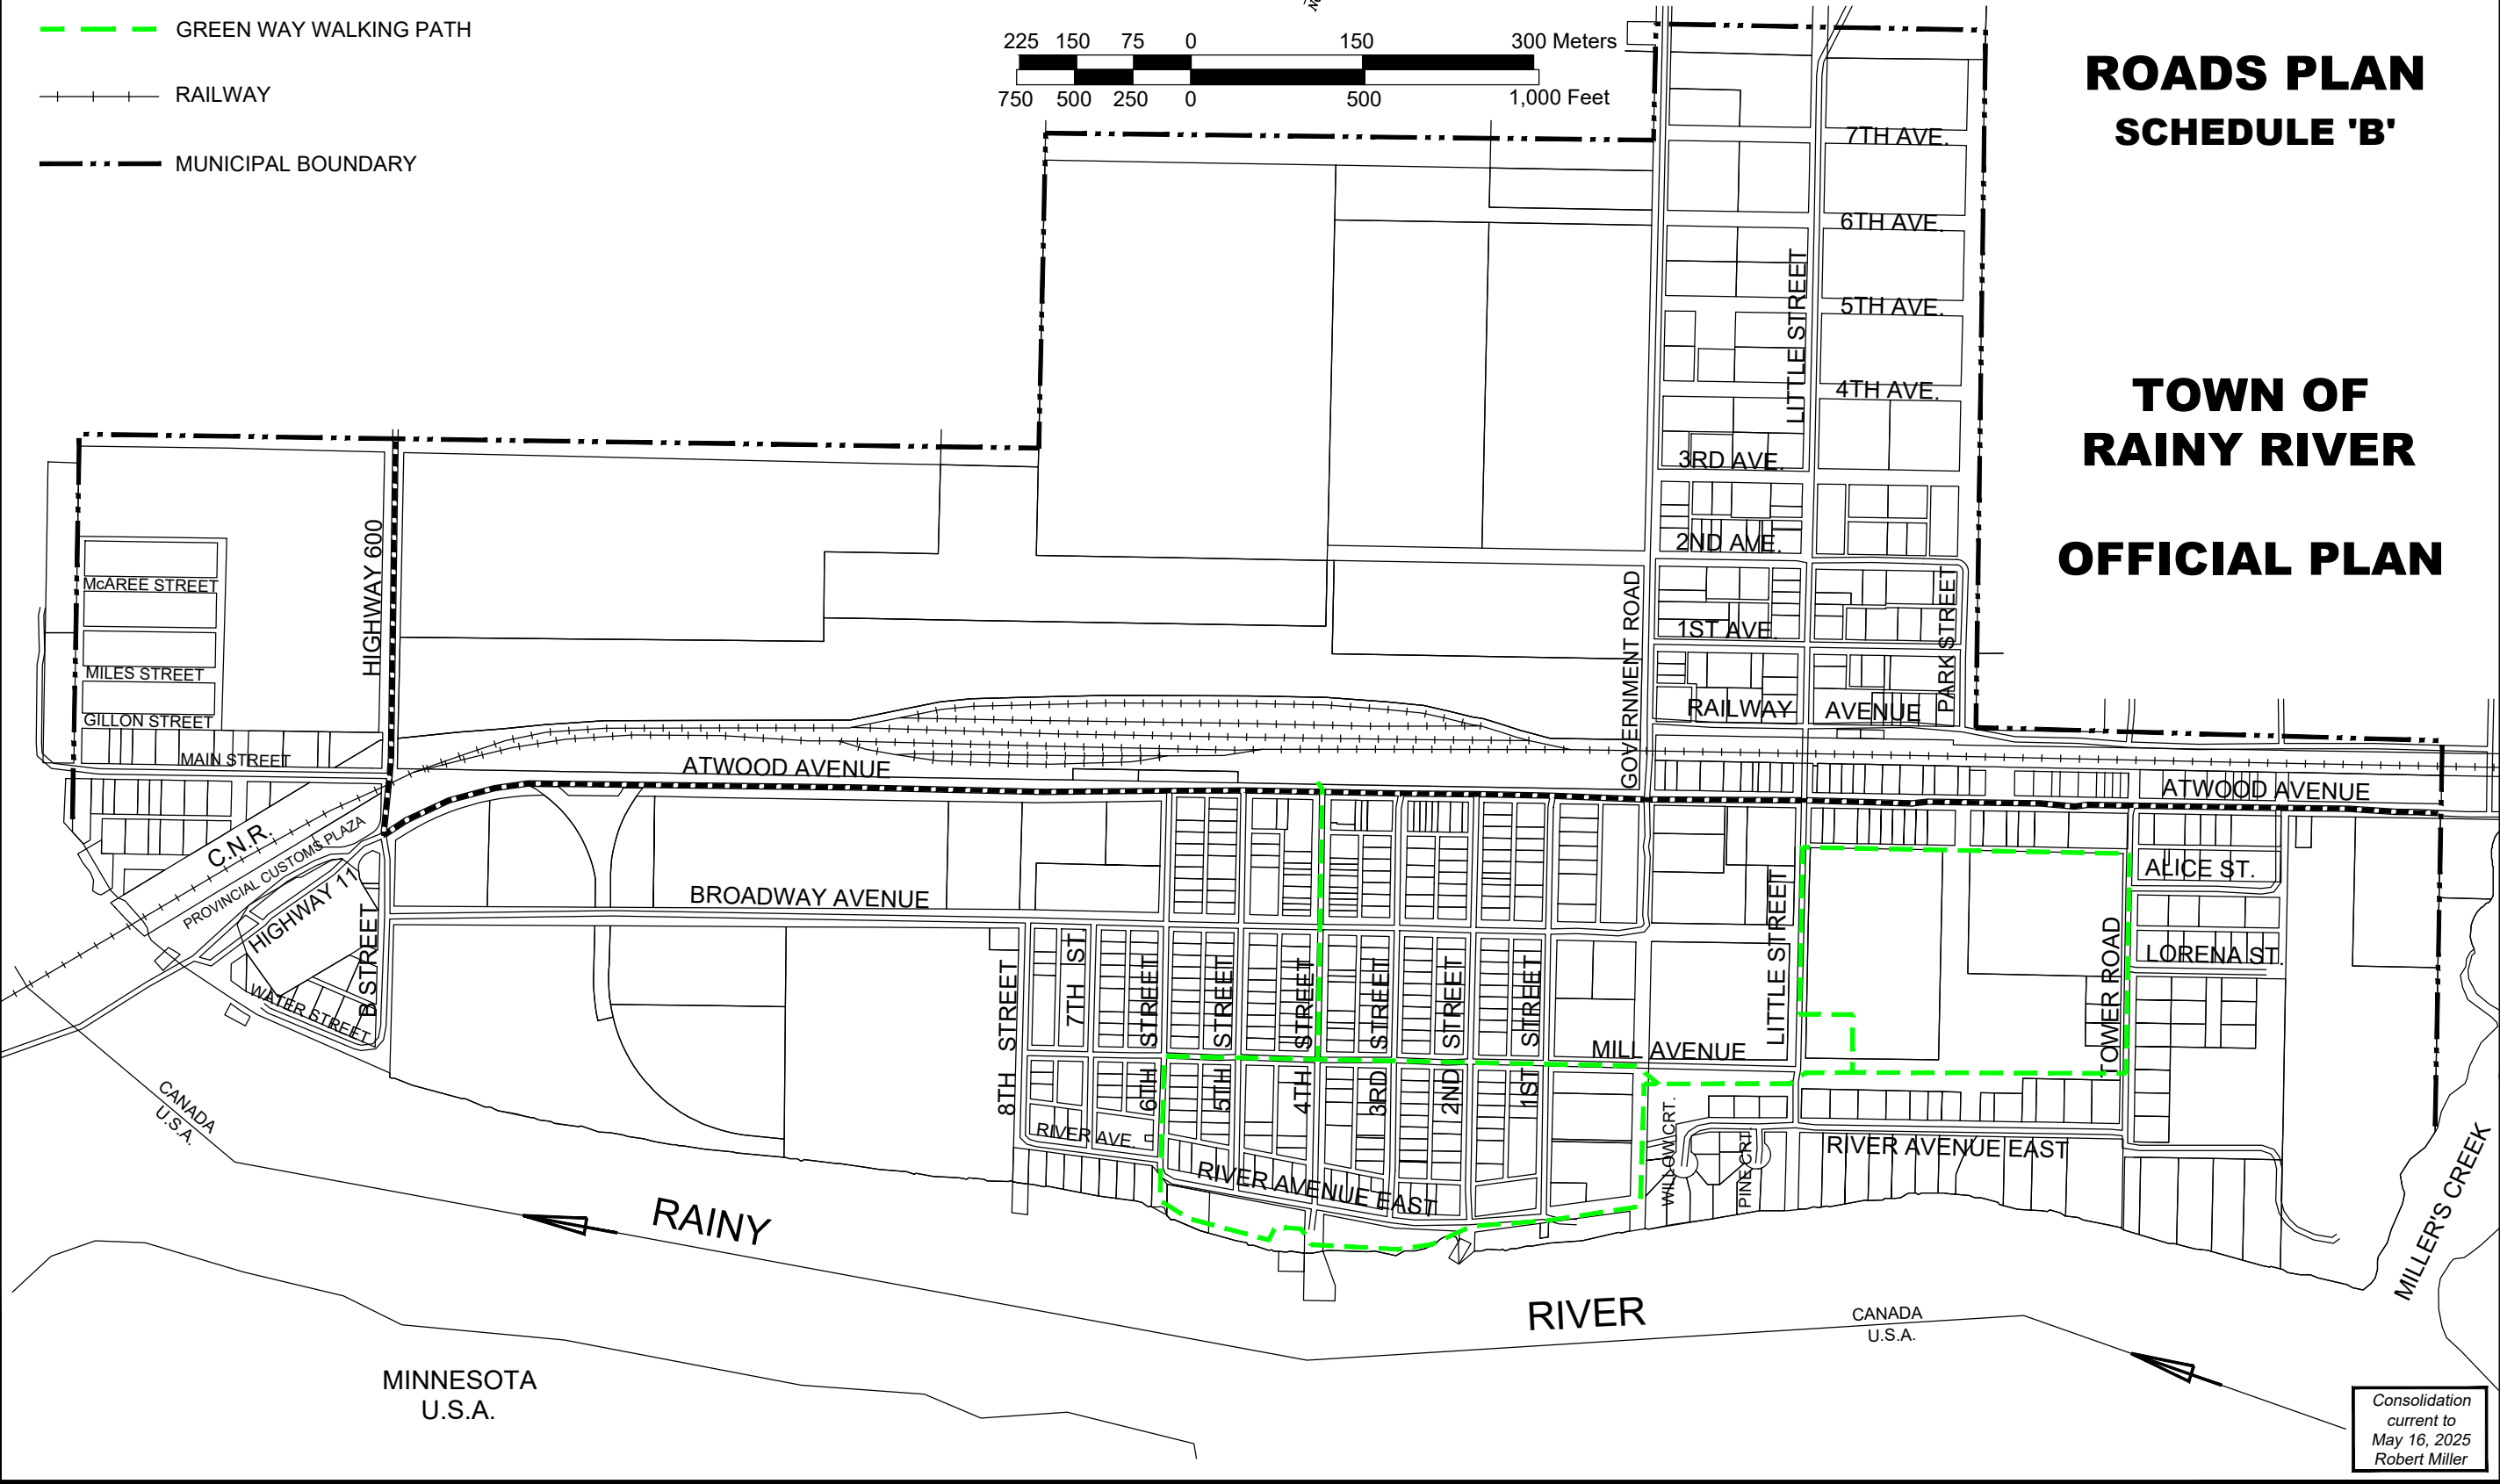 GREEN WAY WALKING PATH
RAILWAY
MUNICIPAL BOUNDARY
225 150 75 0 150 300 Meters
750 500 250 0 500 1,000 Feet
ROADS PLAN
SCHEDULE 'B'
TOWN OF
RAINY RIVER
OFFICIAL PLAN
7TH AVE.
6TH AVE.
5TH AVE.
4TH AVE.
3RD AVE.
2ND AVE.
1ST AVE.
LITTLE STREET
GOVERNMENT ROAD
PARK STREET
RAILWAY AVENUE
HIGHWAY 600
McAREE STREET
MILES STREET
GILLON STREET
MAIN STREET
ATWOOD AVENUE
ATWOOD AVENUE
C.N.R.
PROVINCIAL CUSTOMS PLAZA
HIGHWAY 11
B STREET
WATER STREET
BROADWAY AVENUE
8TH STREET
7TH ST.
6TH STREET
5TH STREET
4TH STREET
3RD STREET
2ND STREET
1ST STREET
MILL AVENUE
LITTLE STREET
TOWER ROAD
ALICE ST.
LORENA ST.
RIVER AVE.
RIVER AVENUE EAST
WILLOW CRT.
PINE CRT.
RIVER AVENUE EAST
MILLER'S CREEK
CANADA
U.S.A.
RAINY
RIVER
CANADA
U.S.A.
MINNESOTA
U.S.A.
Consolidation
current to
May 16, 2025
Robert Miller